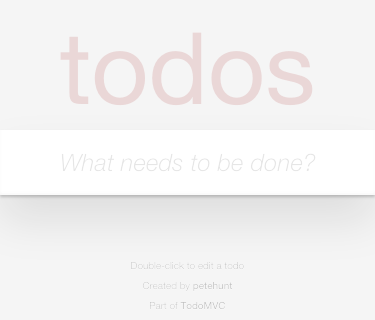 todos
What needs to be done?
Double-click to edit a todo
Created by petehunt
Part of TodoMVC